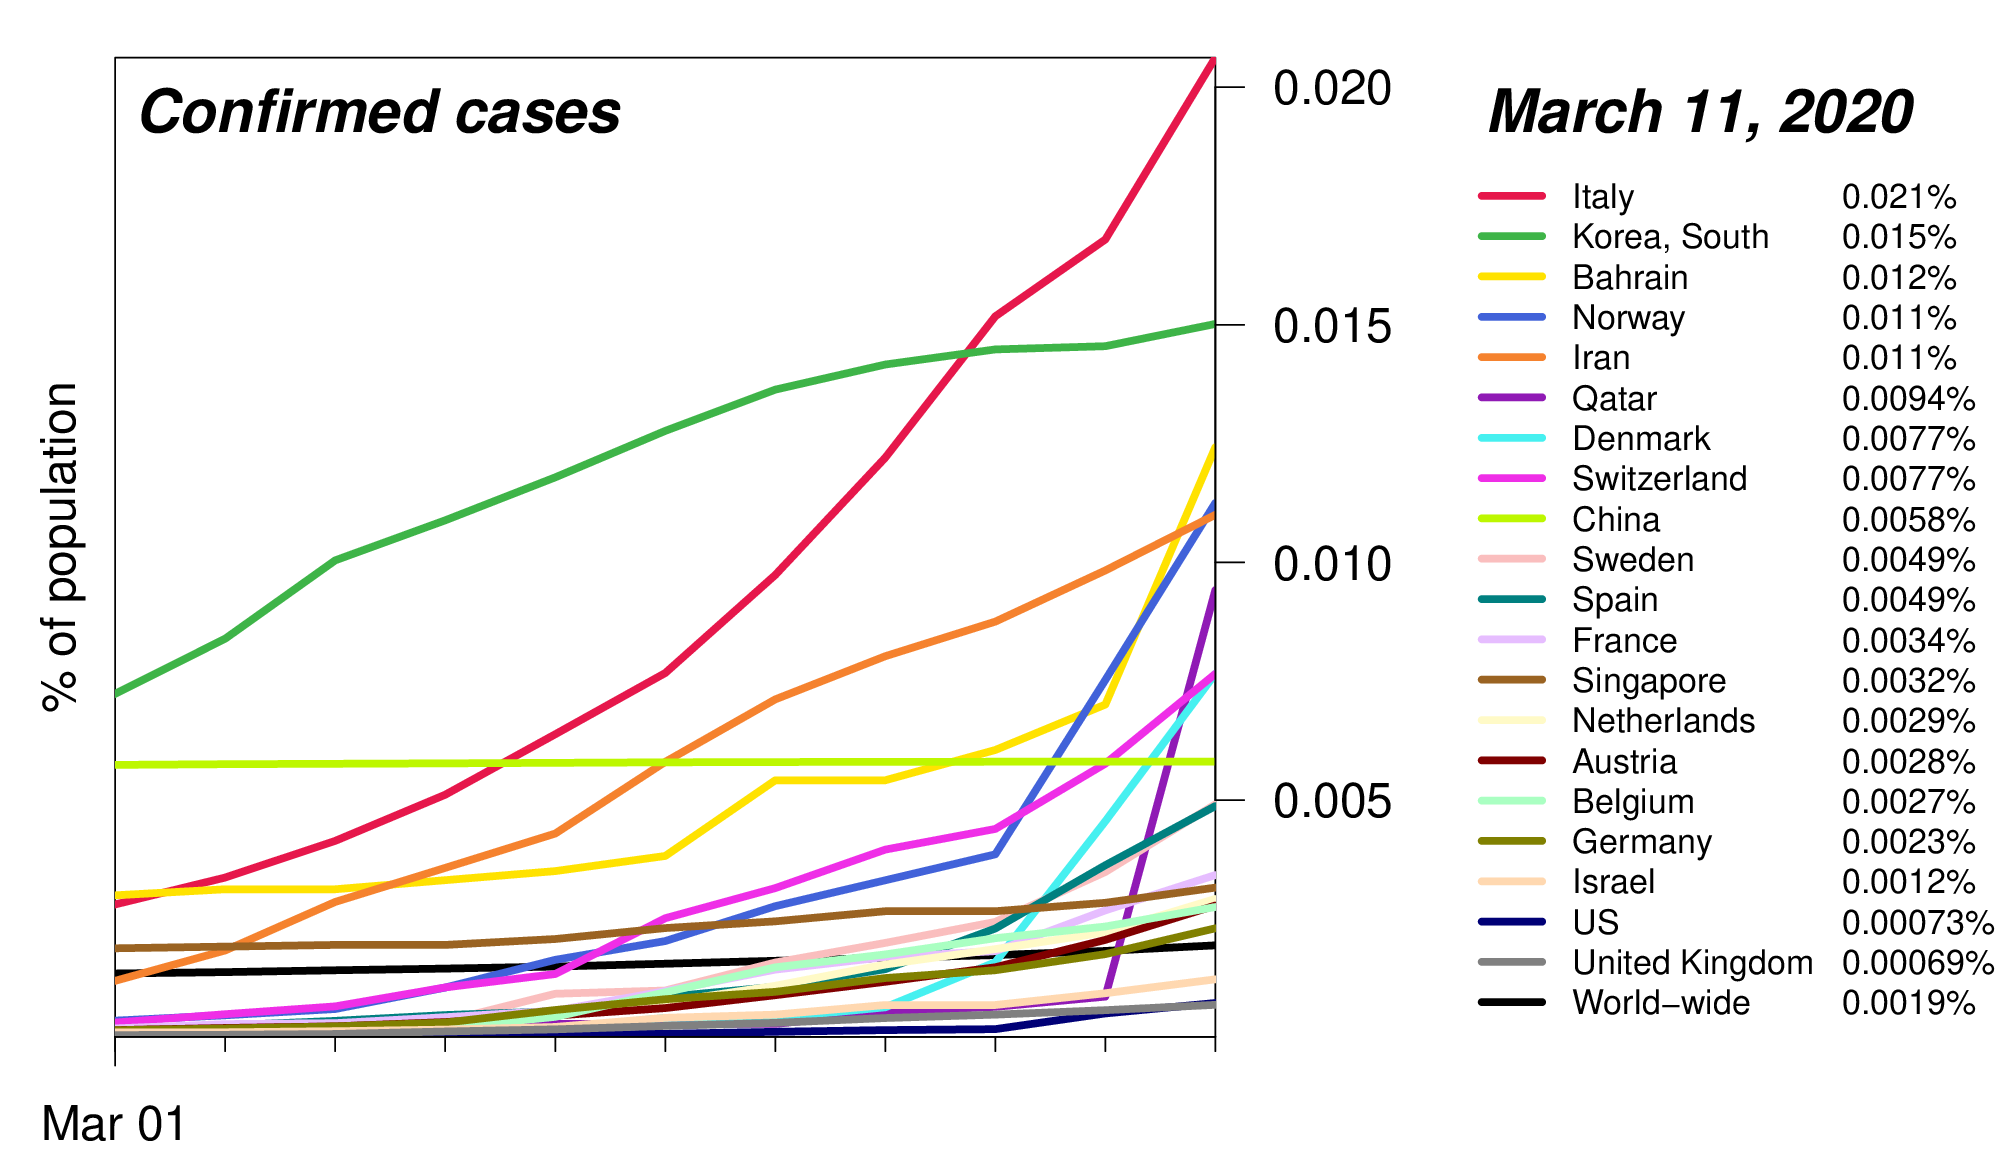 Confirmed cases
% of population
0.020
0.015
0.010
0.005
Mar 01
March 11, 2020
Italy 0.021%
Korea, South 0.015%
Bahrain 0.012%
Norway 0.011%
Iran 0.011%
Qatar 0.0094%
Denmark 0.0077%
Switzerland 0.0077%
China 0.0058%
Sweden 0.0049%
Spain 0.0049%
France 0.0034%
Singapore 0.0032%
Netherlands 0.0029%
Austria 0.0028%
Belgium 0.0027%
Germany 0.0023%
Israel 0.0012%
US 0.00073%
United Kingdom 0.00069%
World−wide 0.0019%